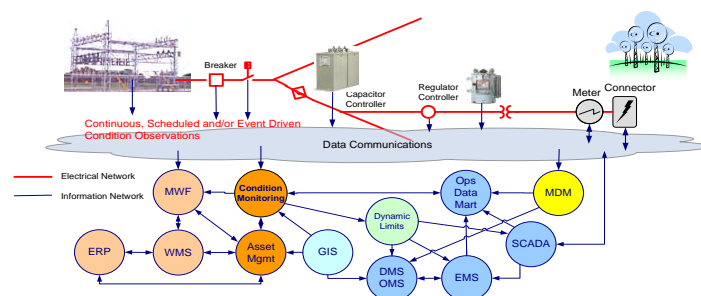 Breaker
Capacitor
Controller
Regulator
Controller
Meter
Connector
Continuous, Scheduled and/or Event Driven
Condition Observations
Data Communications
Electrical Network
Information Network
MWF
Condition
Monitoring
Ops
Data
Mart
MDM
Dynamic
Limits
ERP
WMS
Asset
Mgmt
GIS
SCADA
DMS
OMS
EMS